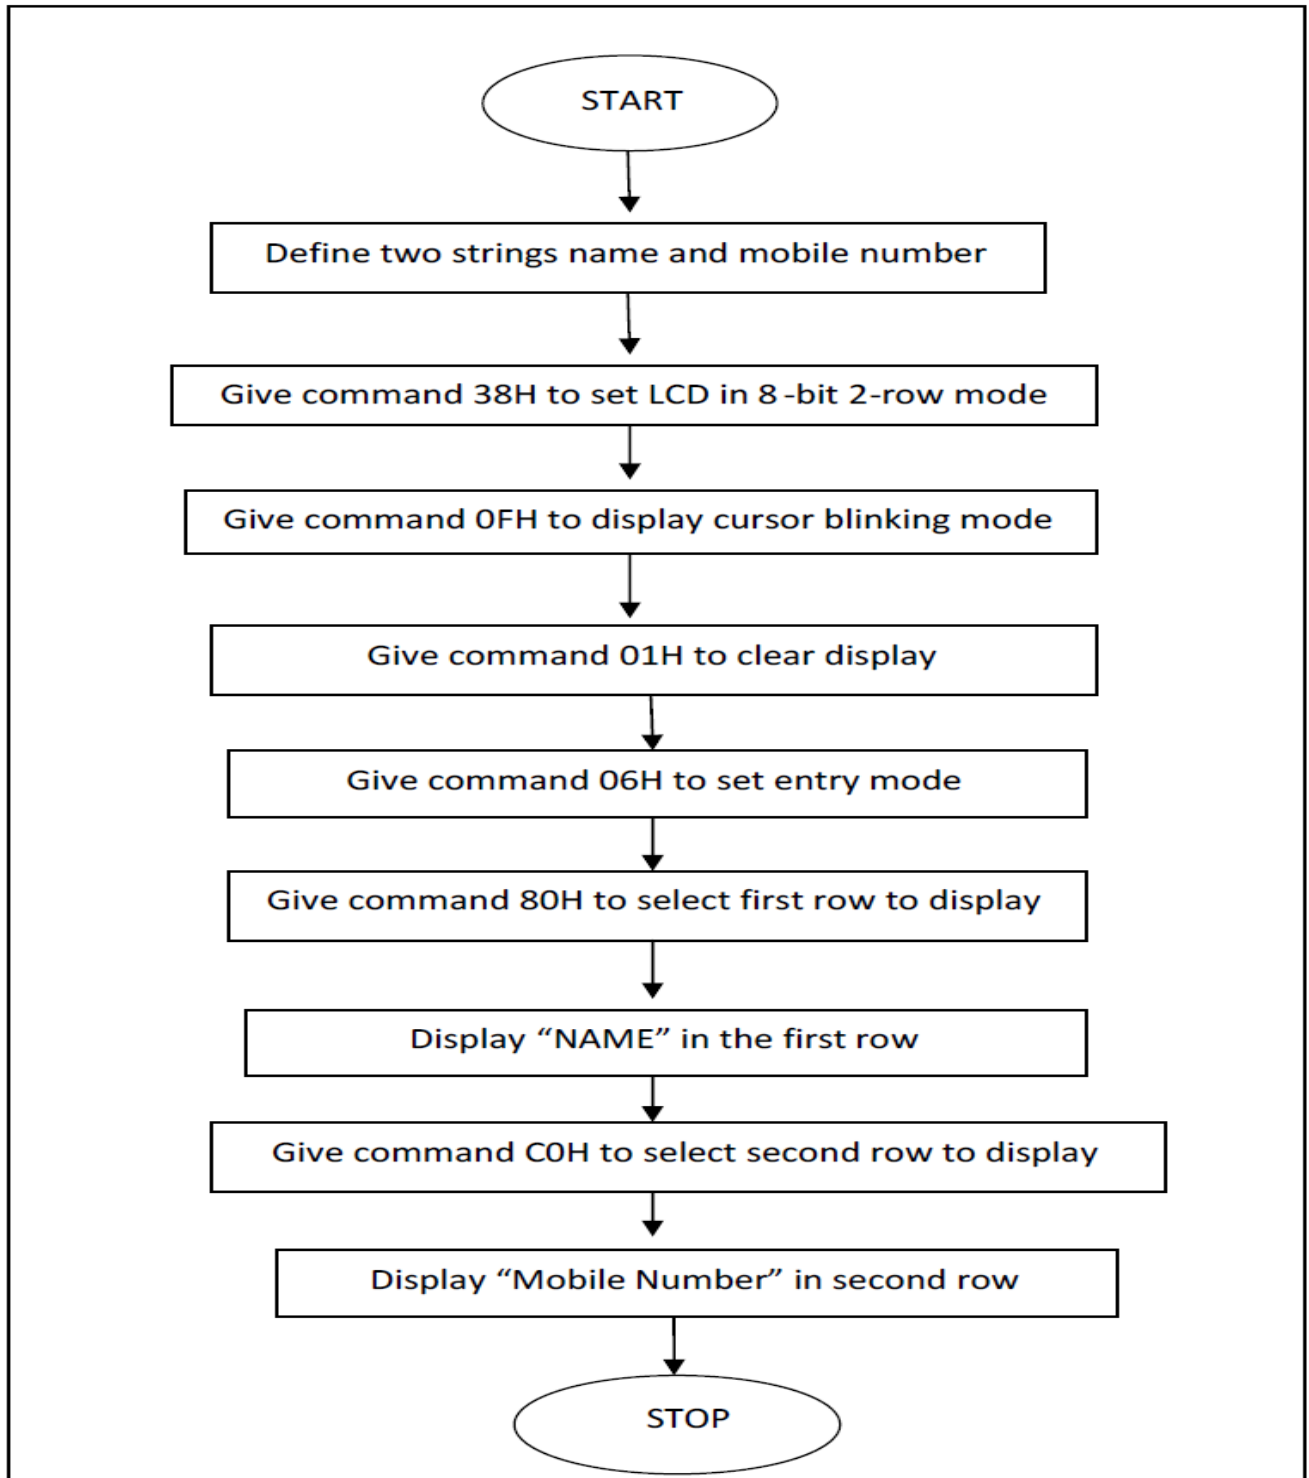 START
Define two strings name and mobile number
Give command 38H to set LCD in 8-bit 2-row mode
Give command 0FH to display cursor blinking mode
Give command 01H to clear display
Give command 06H to set entry mode
Give command 80H to select first row to display
Display “NAME” in the first row
Give command C0H to select second row to display
Display “Mobile Number” in second row
STOP